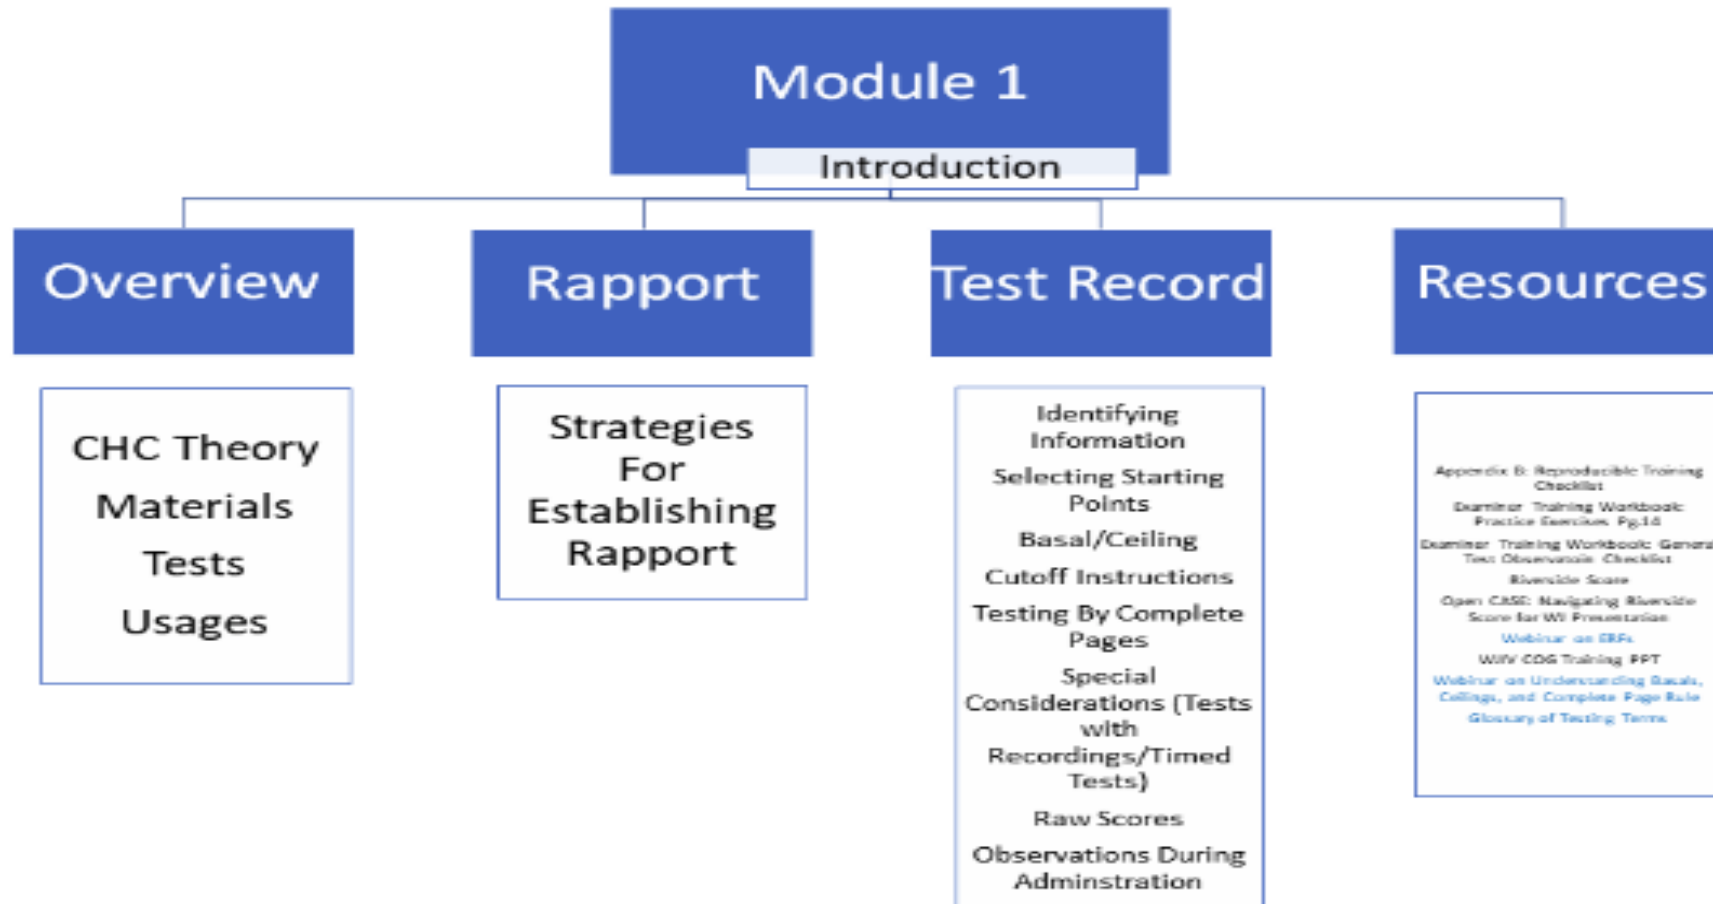 Module 1
Introduction
Overview
Rapport
Test Record
Resources
CHC Theory
Materials
Tests
Usages
Strategies
For
Establishing
Rapport
Identifying
Information
Selecting Starting
Points
Basal/Ceiling
Cutoff Instructions
Testing By Complete
Pages
Special
Considerations (Tests
with
Recordings/Timed
Tests)
Raw Scores
Observations During
Adminstration
Appendix B: Reproducible Training
Checklist
Examiner Training Workbook:
Practice Exercises Pg.14
Examiner Training Workbook: General
Test Observatoin Checklist
Riverside Score
Open CASE: Navigating Riverside
Score for WJ Presentation
Webinar on ERFs
WJIV COG Training PPT
Webinar on Understanding Basals,
Ceilings, and Complete Page Rule
Glossary of Testing Terms